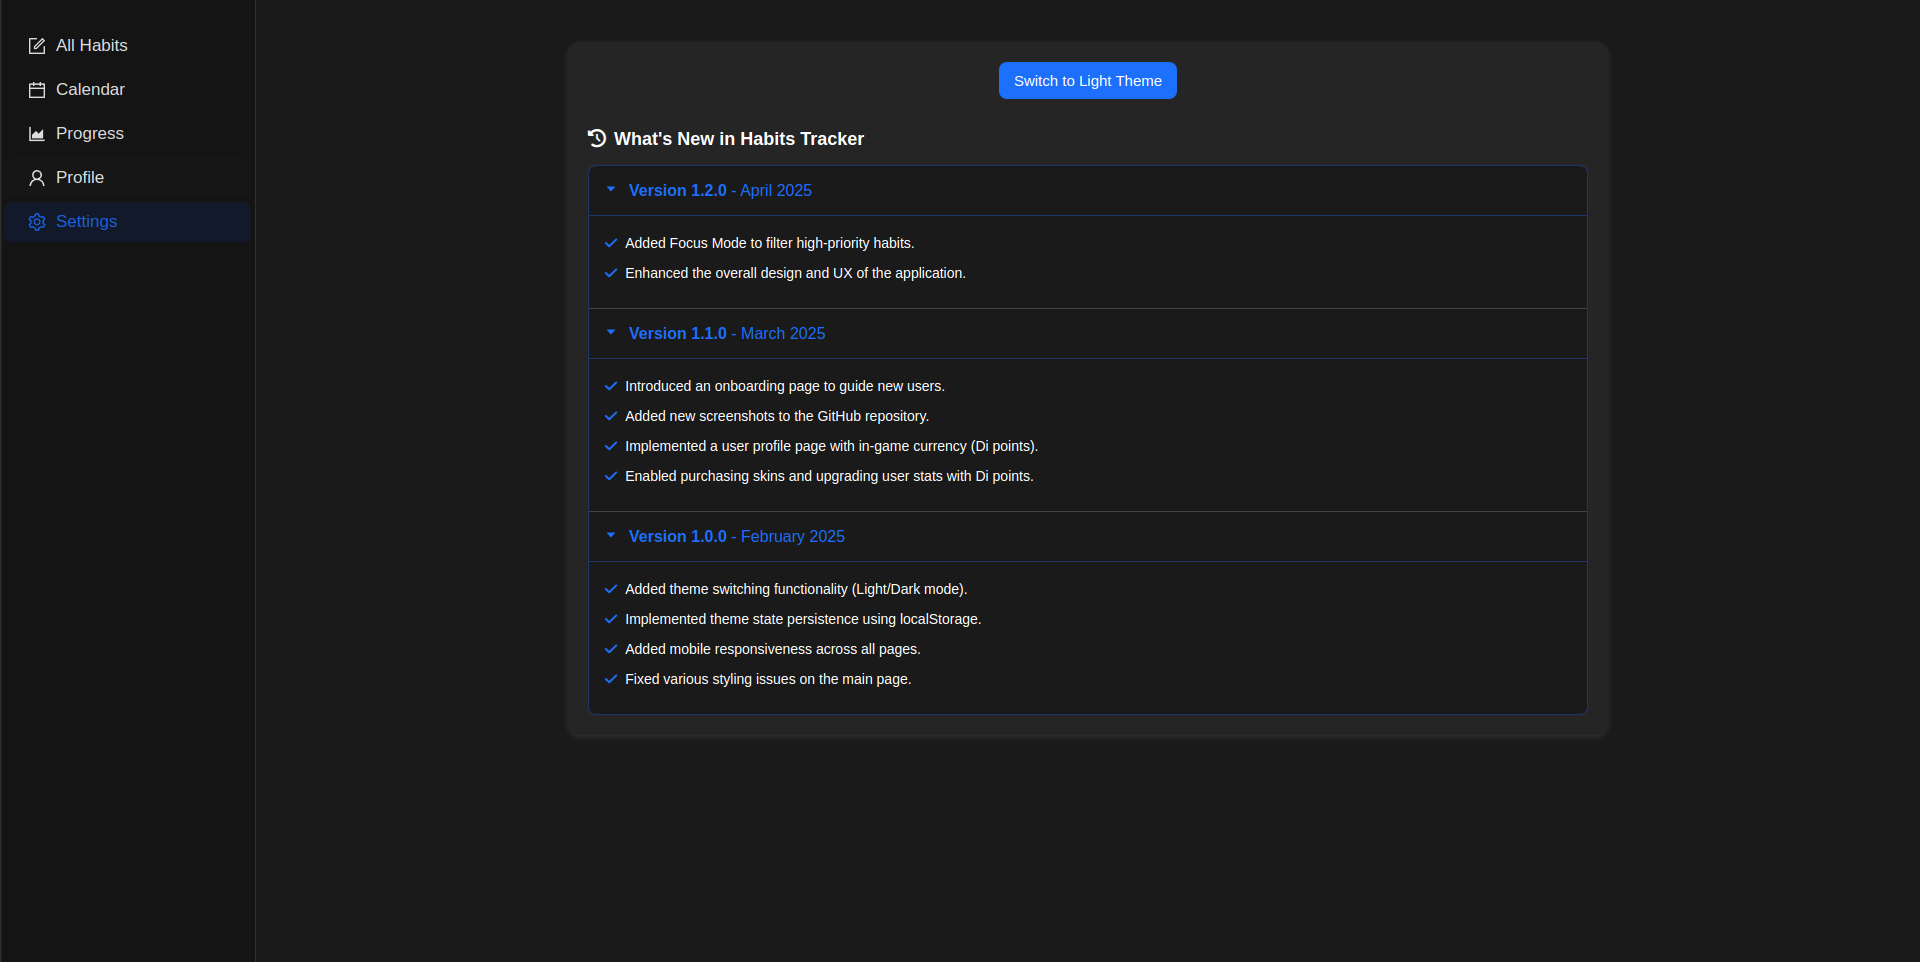 All Habits
Calendar
Progress
Profile
Settings
Switch to Light Theme
What's New in Habits Tracker
Version 1.2.0 - April 2025
Added Focus Mode to filter high-priority habits.
Enhanced the overall design and UX of the application.
Version 1.1.0 - March 2025
Introduced an onboarding page to guide new users.
Added new screenshots to the GitHub repository.
Implemented a user profile page with in-game currency (Di points).
Enabled purchasing skins and upgrading user stats with Di points.
Version 1.0.0 - February 2025
Added theme switching functionality (Light/Dark mode).
Implemented theme state persistence using localStorage.
Added mobile responsiveness across all pages.
Fixed various styling issues on the main page.